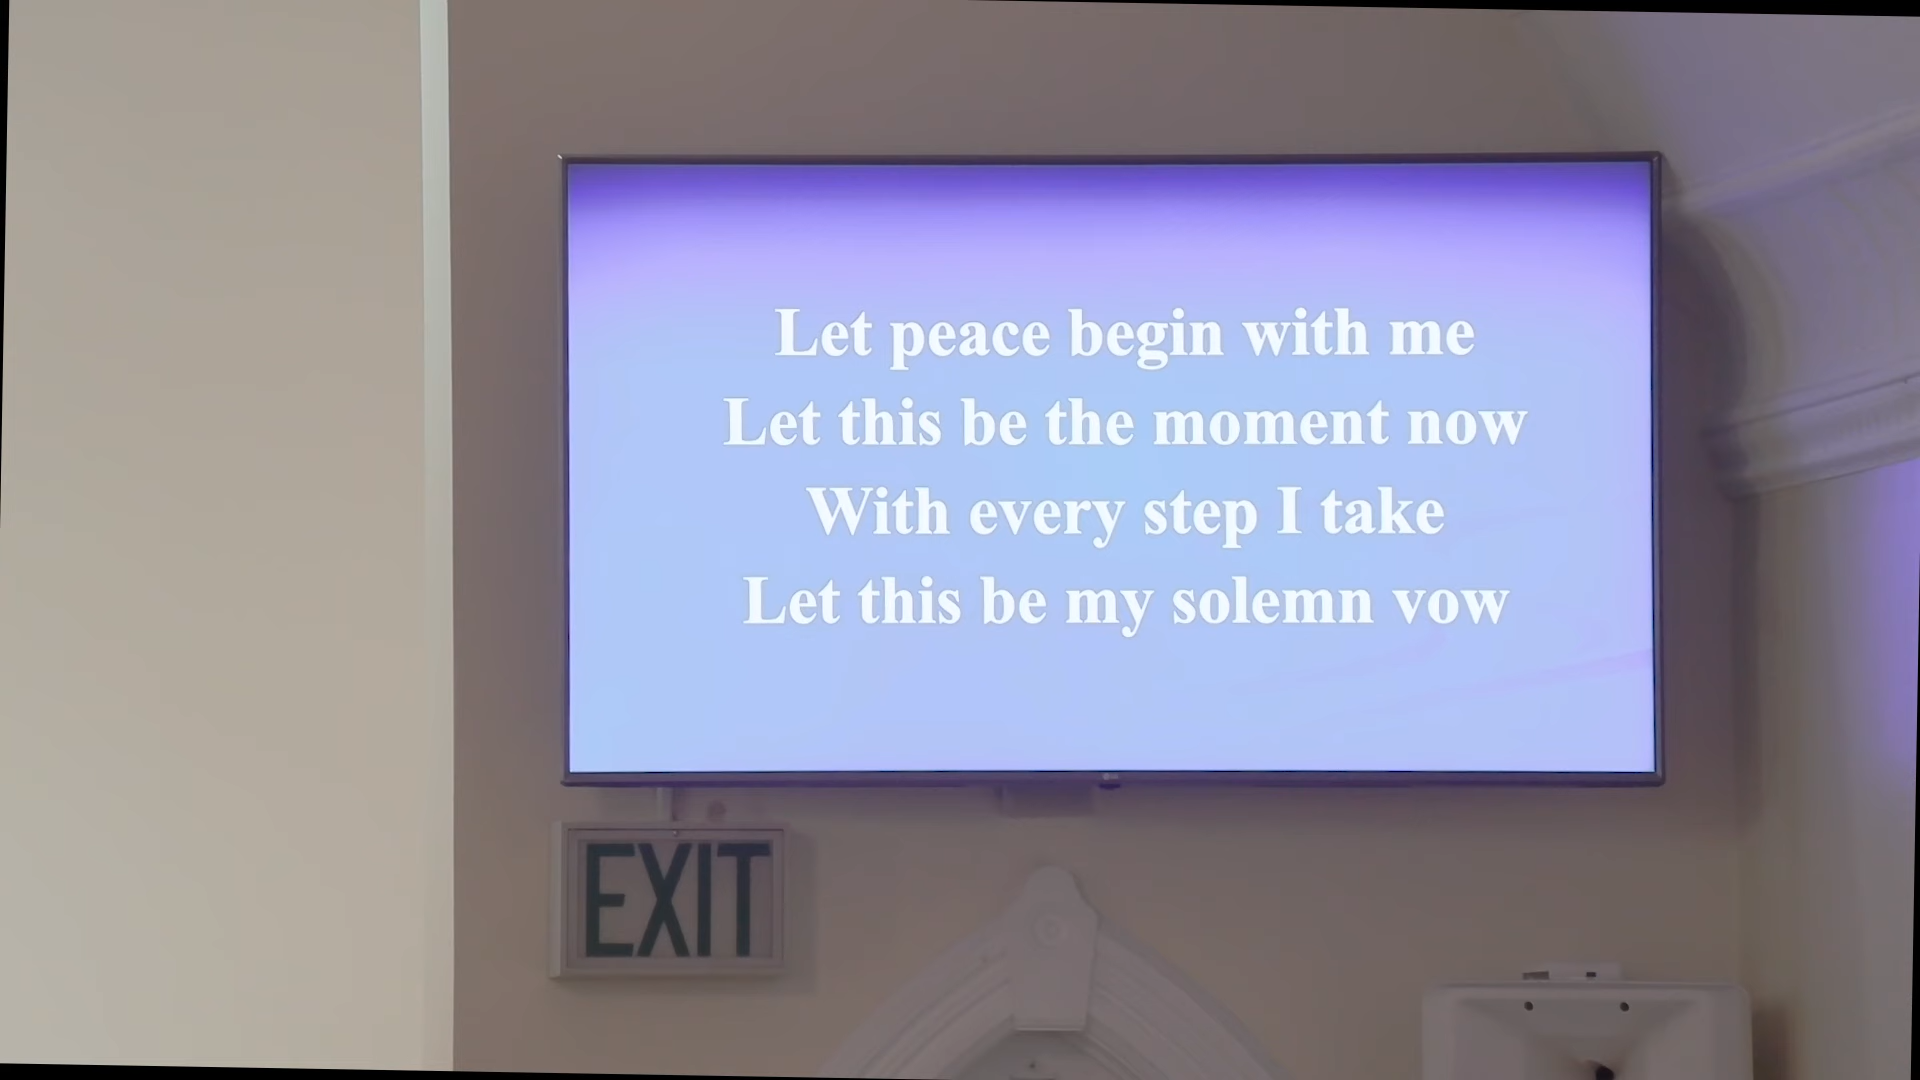 Let peace begin with me
Let this be the moment now
With every step I take
Let this be my solemn vow
EXIT